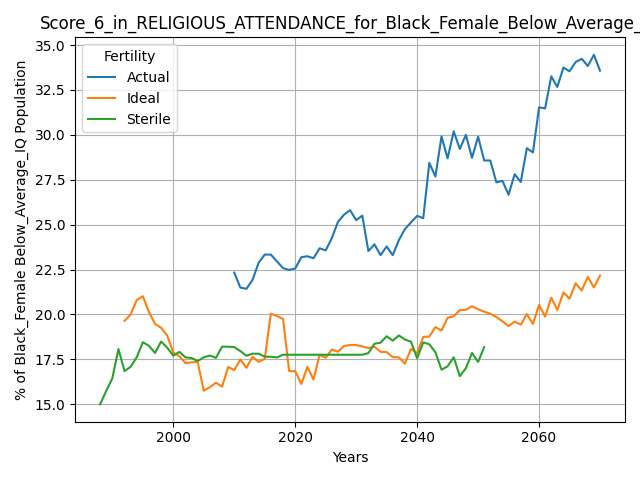 Score_6_in_RELIGIOUS_ATTENDANCE_for_Black_Female_Below_Average_
% of Black_Female Below_Average_IQ Population
35.0
32.5
30.0
27.5
25.0
22.5
20.0
17.5
15.0
Fertility
Actual
Ideal
Sterile
2000
2020
2040
2060
Years